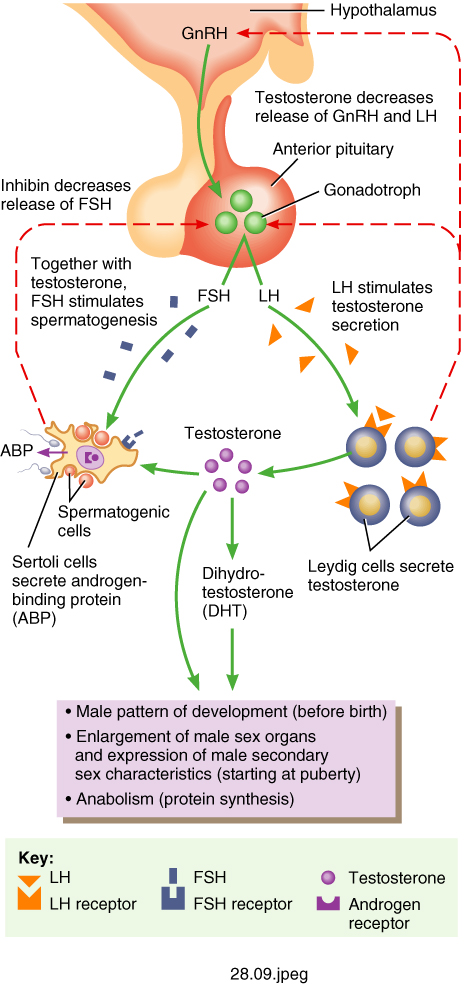 Hypothalamus
GnRH
Testosterone decreases
release of GnRH and LH
Anterior pituitary
Inhibin decreases
release of FSH
Gonadotroph
Together with
testosterone,
FSH stimulates
spermatogenesis
FSH
LH
LH stimulates
testosterone
secretion
Testosterone
ABP
Spermatogenic
cells
Sertoli cells
secrete androgen-
binding protein
(ABP)
Dihydro-
testosterone
(DHT)
Leydig cells secrete
testosterone
• Male pattern of development (before birth)
• Enlargement of male sex organs
and expression of male secondary
sex characteristics (starting at puberty)
• Anabolism (protein synthesis)
Key:
LH
LH receptor
FSH
FSH receptor
Testosterone
Androgen
receptor
28.09.jpeg